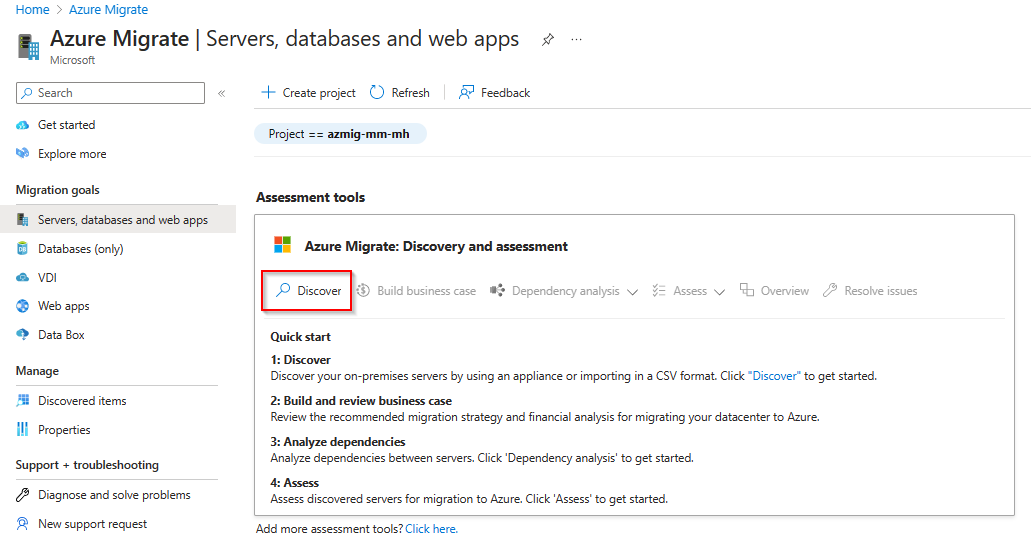 Home > Azure Migrate
Azure Migrate | Servers, databases and web apps ...
Microsoft
Search «
Create project Refresh Feedback
Get started
Explore more
Project == azmig-mm-mh
Migration goals
Servers, databases and web apps
Databases (only)
VDI
Web apps
Data Box
Manage
Discovered items
Properties
Support + troubleshooting
Diagnose and solve problems
New support request
Assessment tools
Azure Migrate: Discovery and assessment
Discover Build business case Dependency analysis Assess Overview Resolve issues
Quick start
1: Discover
Discover your on-premises servers by using an appliance or importing in a CSV format. Click "Discover" to get started.
2: Build and review business case
Review the recommended migration strategy and financial analysis for migrating your datacenter to Azure.
3: Analyze dependencies
Analyze dependencies between servers. Click 'Dependency analysis' to get started.
4: Assess
Assess discovered servers for migration to Azure. Click 'Assess' to get started.
Add more assessment tools? Click here.